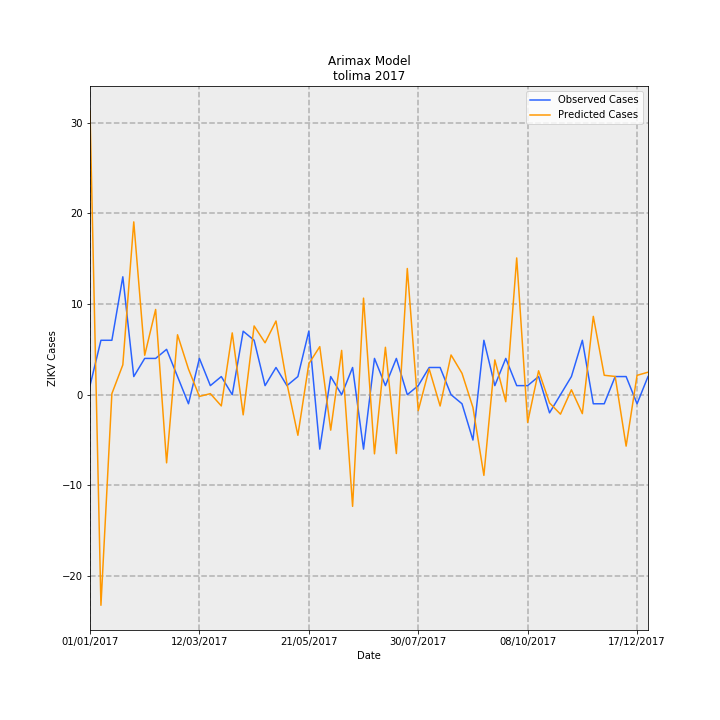 Arimax Model
tolima 2017
Observed Cases
Predicted Cases
ZIKV Cases
30
20
10
0
−10
−20
01/01/2017 12/03/2017 21/05/2017 30/07/2017 08/10/2017 17/12/2017
Date